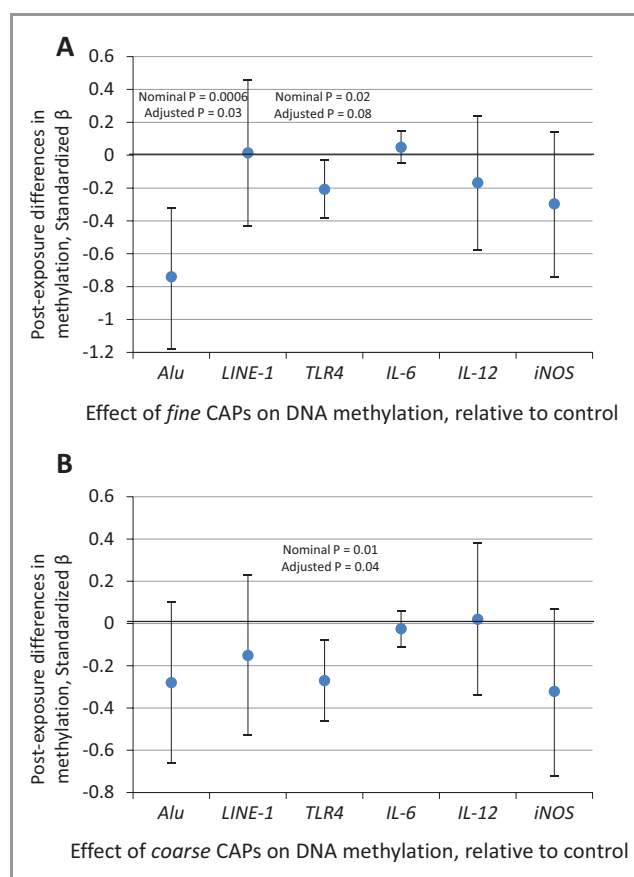 A
0.6
0.4
0.2
0
-0.2
-0.4
-0.6
-0.8
-1
-1.2
Post-exposure differences in
methylation, Standardized β
Nominal P = 0.0006
Adjusted P = 0.03
Nominal P = 0.02
Adjusted P = 0.08
Alu LINE-1 TLR4 IL-6 IL-12 iNOS
Effect of fine CAPs on DNA methylation, relative to control
B
0.6
0.4
0.2
0
-0.2
-0.4
-0.6
-0.8
Post-exposure differences in
methylation, Standardized β
Nominal P = 0.01
Adjusted P = 0.04
Alu LINE-1 TLR4 IL-6 IL-12 iNOS
Effect of coarse CAPs on DNA methylation, relative to control